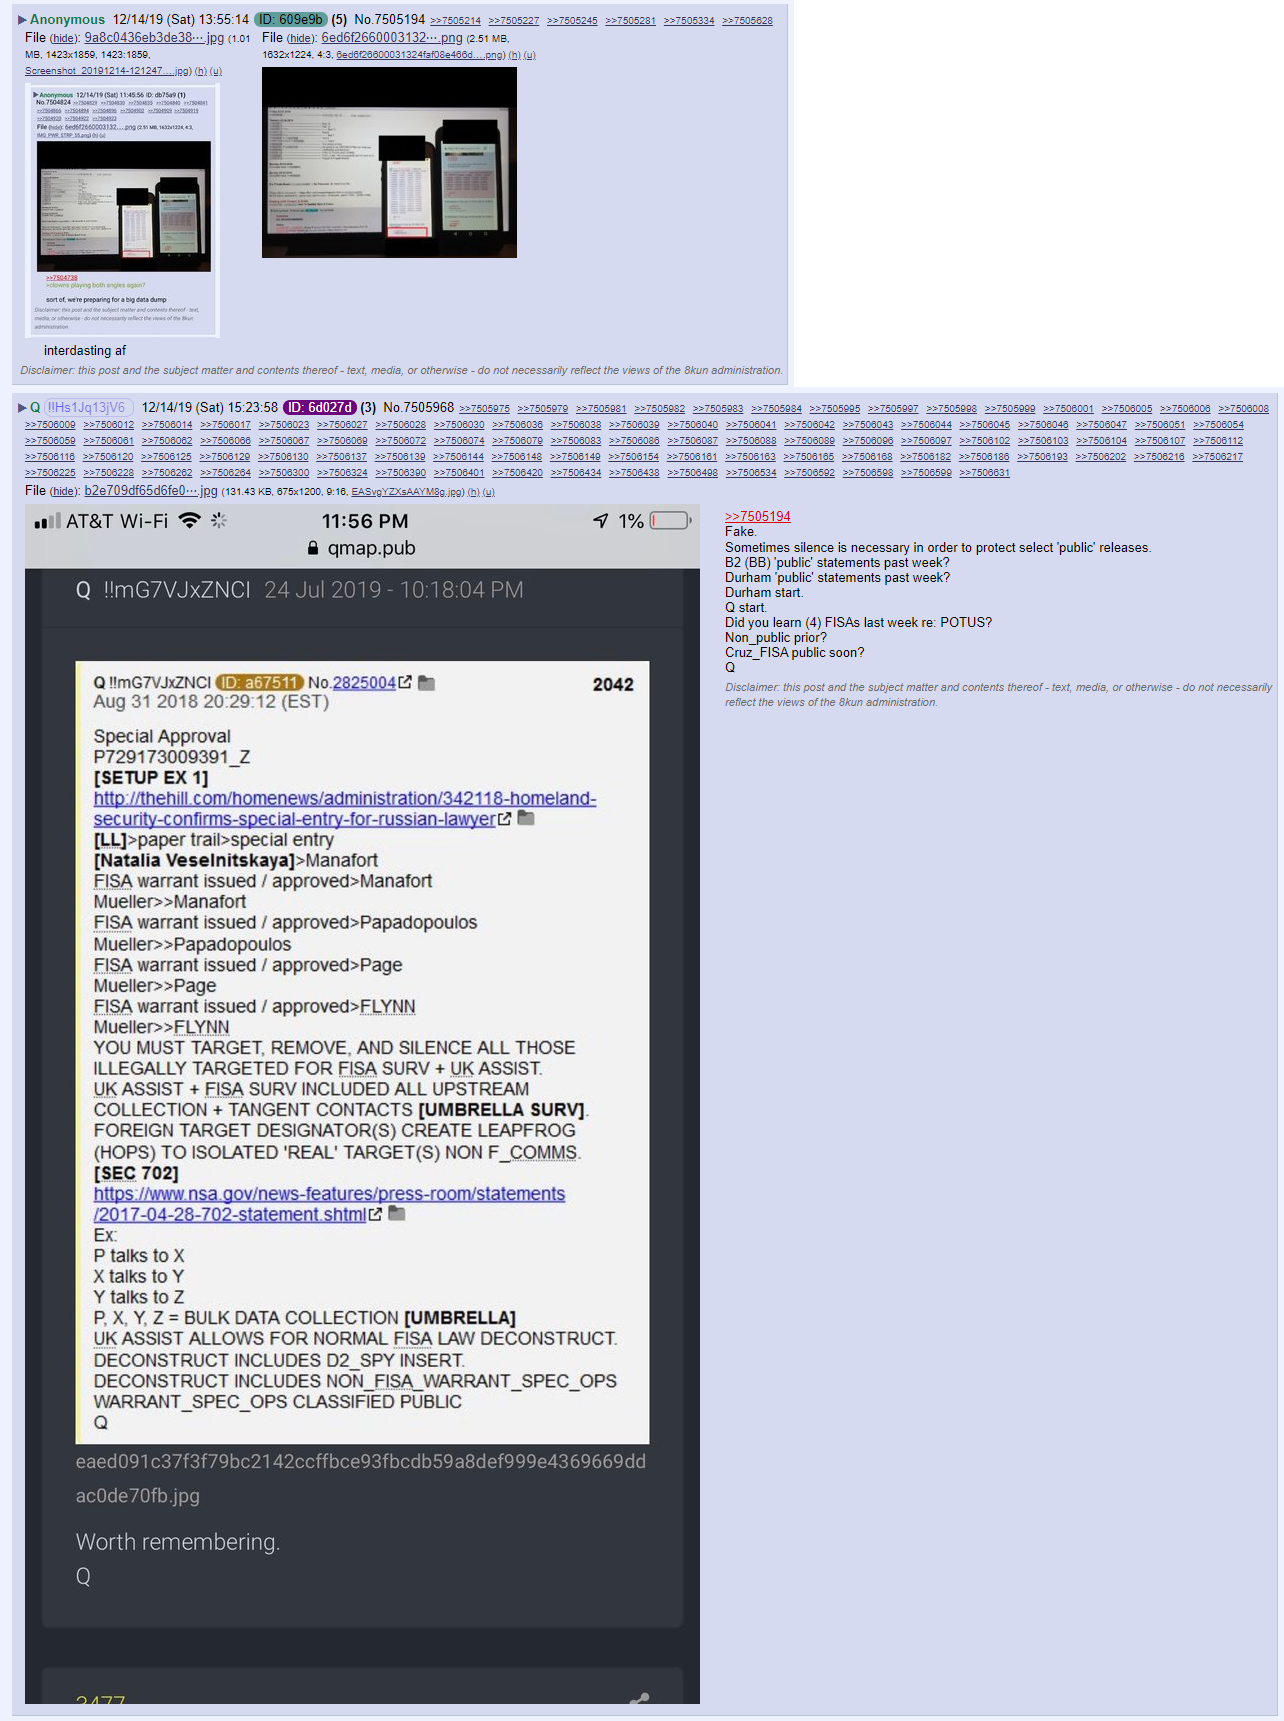 ▶ Anonymous 12/14/19 (Sat) 13:55:14 ID: 609e9b (5) No.7505194 >>7505214 >>7505227 >>7505245 >>7505281 >>7505334 >>7505628
File (hide): 9a8c0436eb3de38⋯.jpg (1.01 MB, 1423x1859, 1423:1859, Screenshot_20191214-121247….jpg) (h) (u)
File (hide): 6ed6f2660003132⋯.png (2.51 MB, 1632x1224, 4:3, 6ed6f26600031324faf08e466d….png) (h) (u)
▶Anonymous 12/14/19 (Sat) 11:45:56 ID: db75a9 (1)
No.7504824
File (hide): 6ed6f2660003132….png (2.51 MB, 1632x1224, 4:3, IMG_PWR_STRP_55.png) (h) (u)
>>7504738
>clowns playing both angles again?
sort of, we're preparing for a big data dump
Disclaimer: this post and the subject matter and contents thereof - text, media, or otherwise - do not necessarily reflect the views of the 8kun administration
interdasting af
Disclaimer: this post and the subject matter and contents thereof - text, media, or otherwise - do not necessarily reflect the views of the 8kun administration.
▶ Q !!Hs1Jq13jV6 12/14/19 (Sat) 15:23:58 ID: 6d027d (3) No.7505968 >>7505975 >>7505979 >>7505981 >>7505982 >>7505983 >>7505984 >>7505995 >>7505997 >>7505998 >>7505999 >>7506001 >>7506005 >>7506006 >>7506008
>>7506009 >>7506012 >>7506014 >>7506017 >>7506023 >>7506027 >>7506028 >>7506030 >>7506036 >>7506038 >>7506039 >>7506040 >>7506041 >>7506042 >>7506043 >>7506044 >>7506045 >>7506046 >>7506047 >>7506051 >>7506054
>>7506059 >>7506061 >>7506062 >>7506066 >>7506067 >>7506069 >>7506072 >>7506074 >>7506079 >>7506083 >>7506086 >>7506087 >>7506088 >>7506089 >>7506096 >>7506097 >>7506102 >>7506103 >>7506104 >>7506107 >>7506112
>>7506116 >>7506120 >>7506125 >>7506129 >>7506130 >>7506137 >>7506139 >>7506144 >>7506148 >>7506149 >>7506154 >>7506161 >>7506163 >>7506165 >>7506168 >>7506182 >>7506186 >>7506193 >>7506202 >>7506216 >>7506217
>>7506225 >>7506228 >>7506262 >>7506264 >>7506300 >>7506324 >>7506390 >>7506401 >>7506420 >>7506434 >>7506438 >>7506498 >>7506534 >>7506592 >>7506598 >>7506599 >>7506631
File (hide): b2e709df65d6fe0⋯.jpg (131.43 KB, 675x1200, 9:16, EASvgYZXsAAYM8g.jpg) (h) (u)
AT&T Wi-Fi 11:56 PM 1%
qmap.pub
Q !!mG7VJxZNCI 24 Jul 2019 - 10:18:04 PM
Q !!mG7VJxZNCI ID: a67511 No.2825004 2042
Aug 31 2018 20:29:12 (EST)
Special Approval
P729173009391_Z
[SETUP EX 1]
http://thehill.com/homenews/administration/342118-homeland-
security-confirms-special-entry-for-russian-lawyer
[LL]>paper trail>special entry
[Natalia Veselnitskaya]>Manafort
FISA warrant issued / approved>Manafort
Mueller>>Manafort
FISA warrant issued / approved>Papadopoulos
Mueller>>Papadopoulos
FISA warrant issued / approved>Page
Mueller>>Page
FISA warrant issued / approved>FLYNN
Mueller>>FLYNN
YOU MUST TARGET, REMOVE, AND SILENCE ALL THOSE
ILLEGALLY TARGETED FOR FISA SURV + UK ASSIST.
UK ASSIST + FISA SURV INCLUDED ALL UPSTREAM
COLLECTION + TANGENT CONTACTS [UMBRELLA SURV].
FOREIGN TARGET DESIGNATOR(S) CREATE LEAPFROG
(HOPS) TO ISOLATED 'REAL' TARGET(S) NON F_COMMS.
[SEC 702]
https://www.nsa.gov/news-features/press-room/statements
/2017-04-28-702-statement.shtml
Ex:
P talks to X
X talks to Y
Y talks to Z
P, X, Y, Z = BULK DATA COLLECTION [UMBRELLA]
UK ASSIST ALLOWS FOR NORMAL FISA LAW DECONSTRUCT.
DECONSTRUCT INCLUDES D2_SPY INSERT.
DECONSTRUCT INCLUDES NON_FISA_WARRANT_SPEC_OPS
WARRANT_SPEC_OPS CLASSIFIED PUBLIC
Q
eaed091c37f3f79bc2142ccffbce93fbcdb59a8def999e4369669dd
ac0de70fb.jpg
Worth remembering.
Q
3477
>>7505194
Fake.
Sometimes silence is necessary in order to protect select 'public' releases.
B2 (BB) 'public' statements past week?
Durham 'public' statements past week?
Durham start.
Q start.
Did you learn (4) FISAs last week re: POTUS?
Non_public prior?
Cruz_FISA public soon?
Q
Disclaimer: this post and the subject matter and contents thereof - text, media, or otherwise - do not necessarily
reflect the views of the 8kun administration.